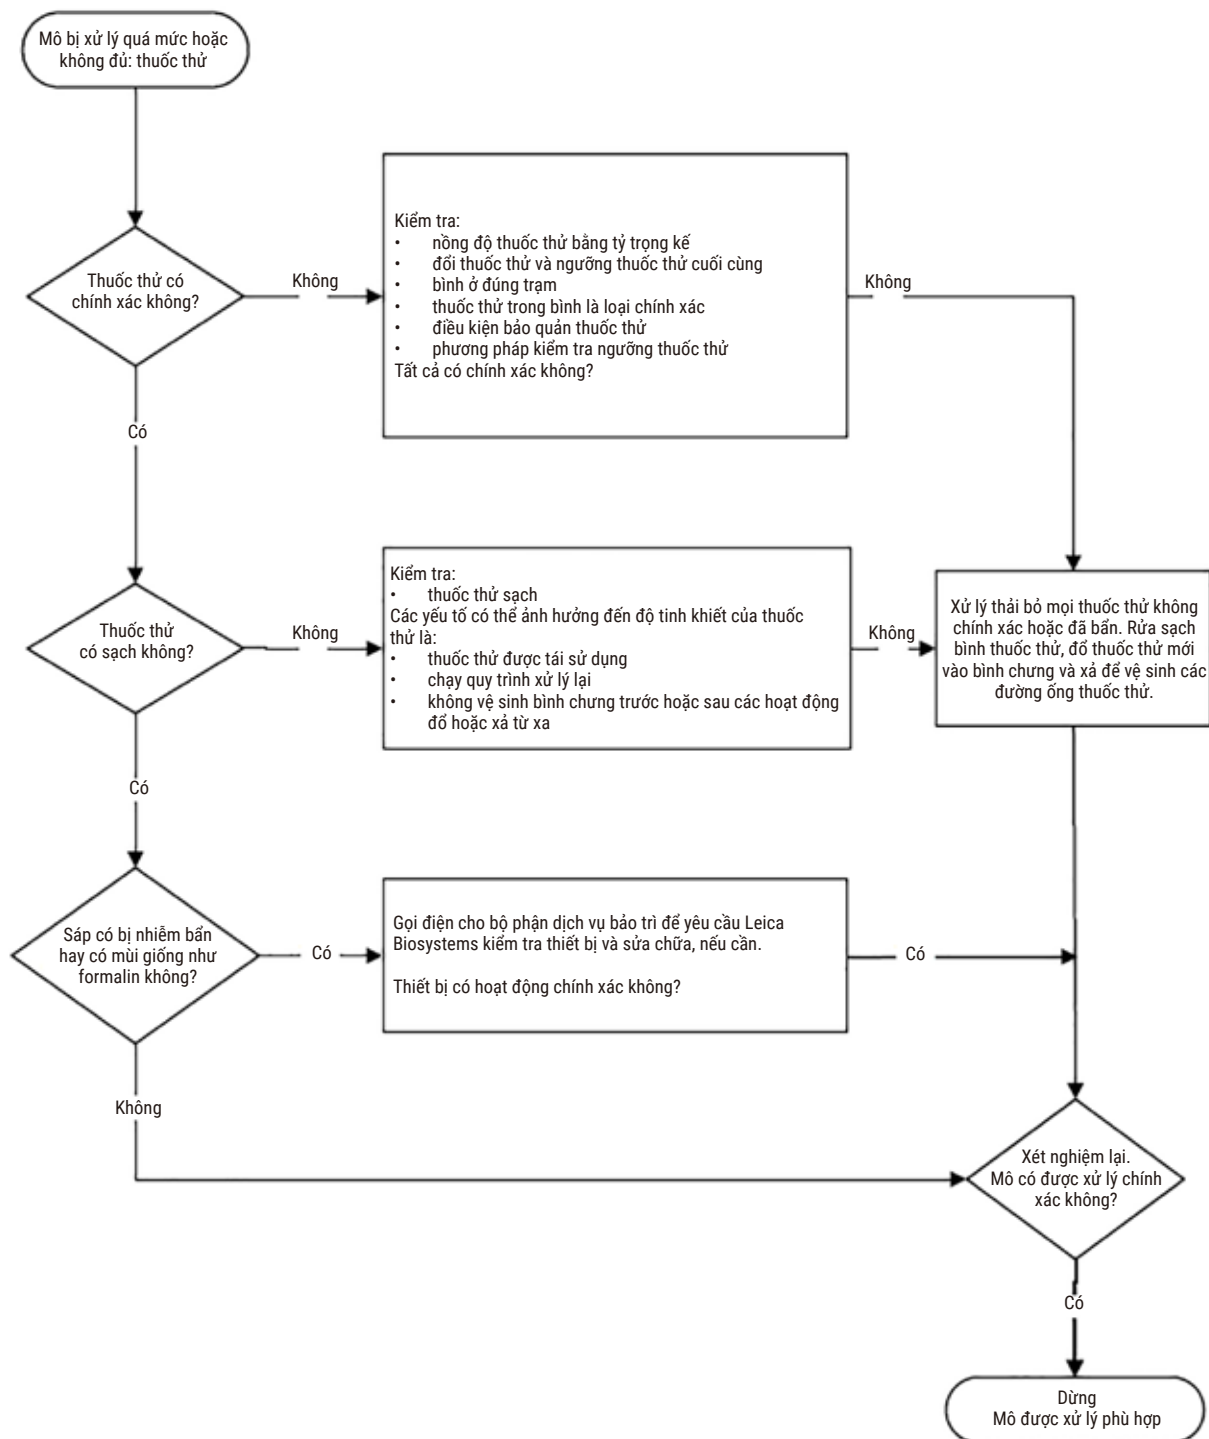 Mô bị xử lý quá mức hoặc
không đủ: thuốc thử
Thuốc thử có
chính xác không?
Không
Kiểm tra:
• nồng độ thuốc thử bằng tỷ trọng kế
• đổi thuốc thử và ngưỡng thuốc thử cuối cùng
• bình ở đúng trạm
• thuốc thử trong bình là loại chính xác
• điều kiện bảo quản thuốc thử
• phương pháp kiểm tra ngưỡng thuốc thử
Tất cả có chính xác không?
Không
Có
Thuốc thử
có sạch không?
Không
Kiểm tra:
• thuốc thử sạch
Các yếu tố có thể ảnh hưởng đến độ tinh khiết của thuốc
thử là:
• thuốc thử được tái sử dụng
• chạy quy trình xử lý lại
• không vệ sinh bình chưng trước hoặc sau các hoạt động
đổ hoặc xả từ xa
Không
Xử lý thải bỏ mọi thuốc thử không
chính xác hoặc đã bẩn. Rửa sạch
bình thuốc thử, đổ thuốc thử mới
vào bình chưng và xả để vệ sinh các
đường ống thuốc thử.
Có
Sáp có bị nhiễm bẩn
hay có mùi giống như
formalin không?
Có
Gọi điện cho bộ phận dịch vụ bảo trì để yêu cầu Leica
Biosystems kiểm tra thiết bị và sửa chữa, nếu cần.
Thiết bị có hoạt động chính xác không?
Có
Không
Xét nghiệm lại.
Mô có được xử lý chính
xác không?
Có
Dừng
Mô được xử lý phù hợp